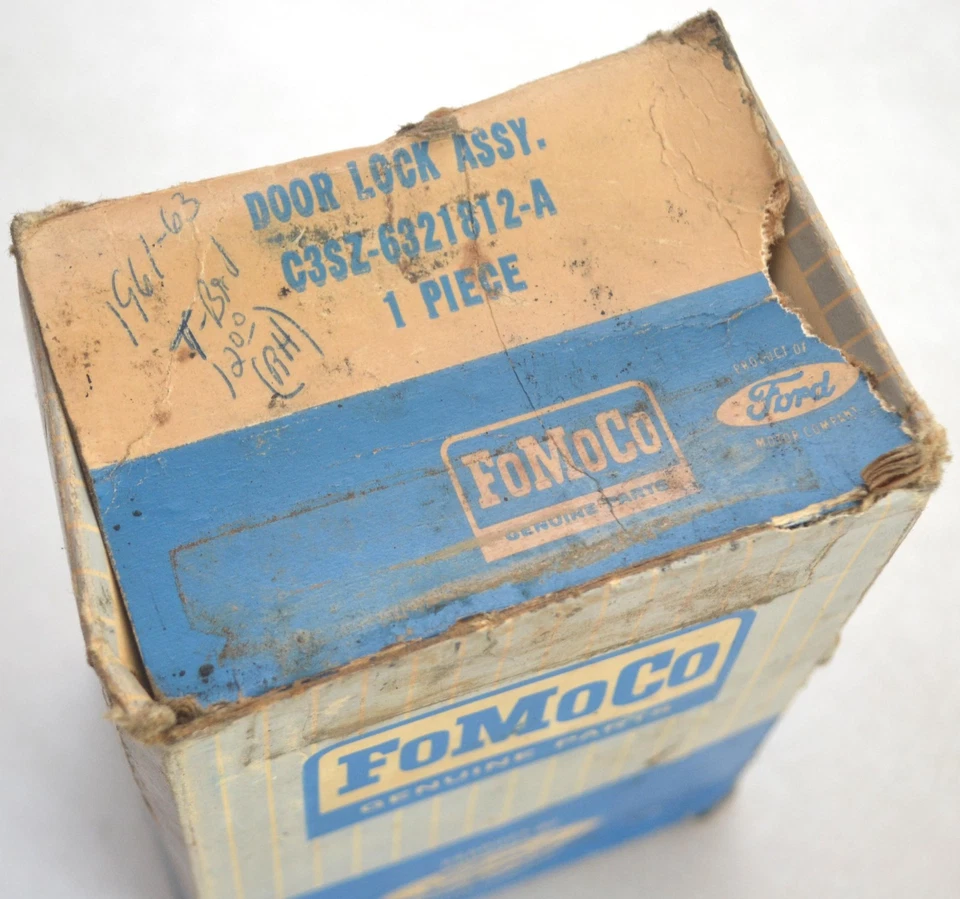 DOOR LOCK ASSY.
C3SZ-6321812-A
1 PIECE
1961-63
T-Bird
1200
(RH)
FoMoCo
GENUINE PARTS
PRODUCT OF
Ford
MOTOR COMPANY
FoMoCo
GENUINE PARTS